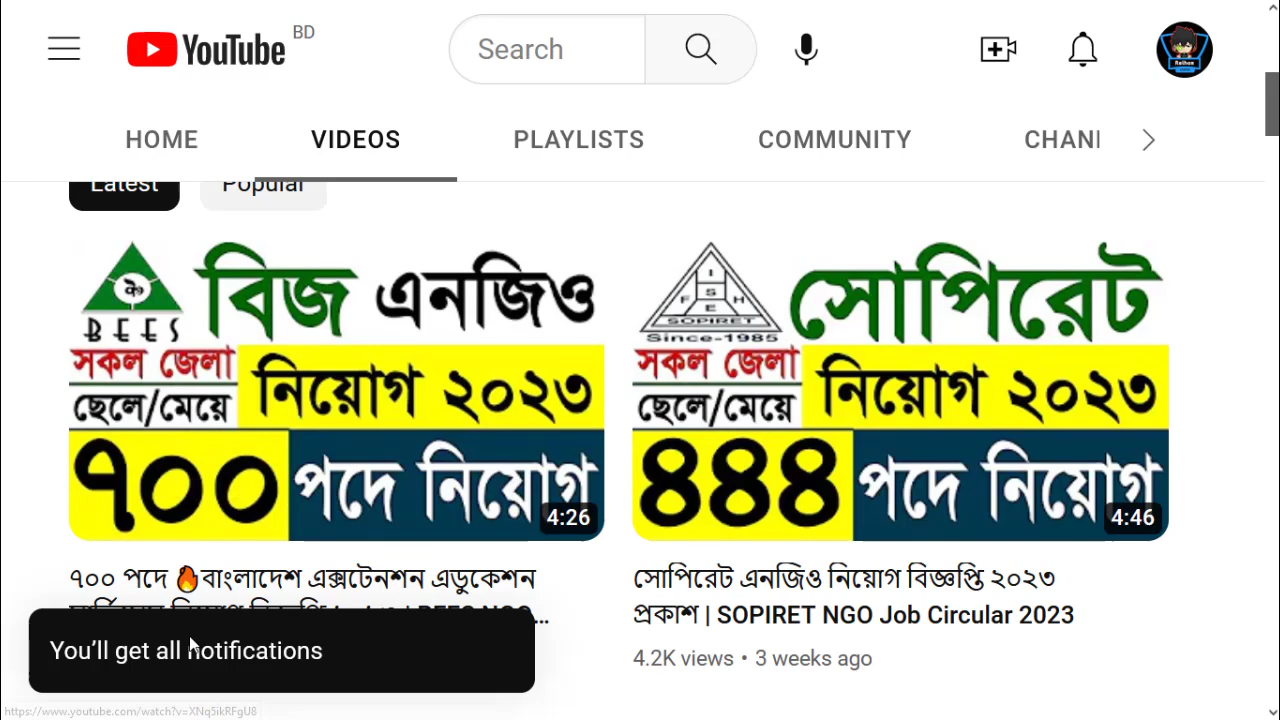 YouTube BD
Search
HOME VIDEOS PLAYLISTS COMMUNITY CHANI
Latest Popular
BEES
বিজ এনজিও
সকল জেলা
ছেলে/মেয়ে
নিয়োগ ২০২৩
৭০০ পদে নিয়োগ
4:26
FISHE
SOPIRET
Since-1985
সোপিরেট
সকল জেলা
ছেলে/মেয়ে
নিয়োগ ২০২৩
৪৪৪ পদে নিয়োগ
4:46
৭০০ পদে 🔥বাংলাদেশ এক্সটেনশন এডুকেশন
সোপিরেট এনজিও নিয়োগ বিজ্ঞপ্তি ২০২৩
প্রকাশ | SOPIRET NGO Job Circular 2023
4.2K views • 3 weeks ago
You’ll get all notifications
https://www.youtube.com/watch?v=XNq5ikRFgU8